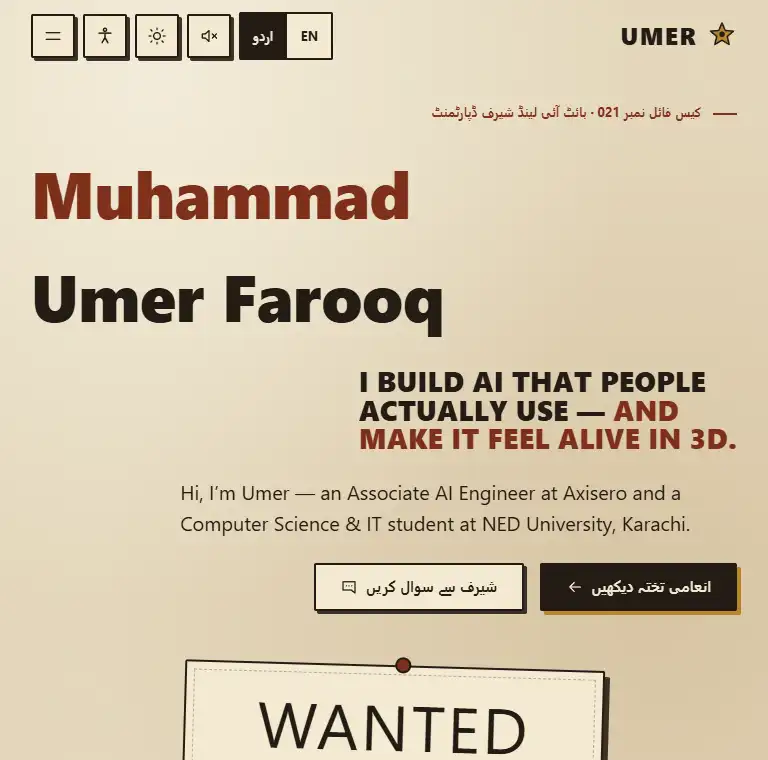 اردو
EN
UMER
کیس فائل نمبر 021 · بائٹ آئی لینڈ شیرف ڈپارٹمنٹ
Muhammad
Umer Farooq
I BUILD AI THAT PEOPLE
ACTUALLY USE — AND
MAKE IT FEEL ALIVE IN 3D.
Hi, I’m Umer — an Associate AI Engineer at Axisero and a
Computer Science & IT student at NED University, Karachi.
انعامی تختہ دیکھیں
شیرف سے سوال کریں
WANTED